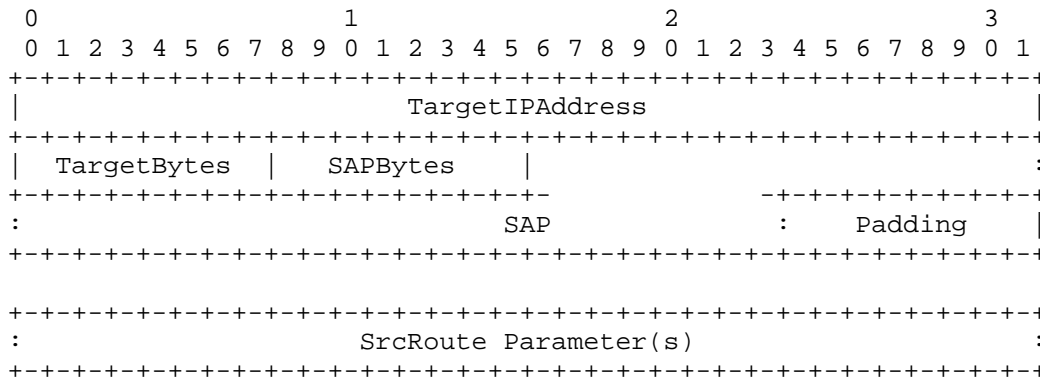 0                   1                   2                   3
0 1 2 3 4 5 6 7 8 9 0 1 2 3 4 5 6 7 8 9 0 1 2 3 4 5 6 7 8 9 0 1
+-+-+-+-+-+-+-+-+-+-+-+-+-+-+-+-+-+-+-+-+-+-+-+-+-+-+-+-+-+-+-+-+
|                        TargetIPAddress                        |
+-+-+-+-+-+-+-+-+-+-+-+-+-+-+-+-+-+-+-+-+-+-+-+-+-+-+-+-+-+-+-+-+
|  TargetBytes  |   SAPBytes    |                               :
+-+-+-+-+-+-+-+-+-+-+-+-+-+-+-+-+-             -+-+-+-+-+-+-+-+-+
:                              SAP              :    Padding    |
+-+-+-+-+-+-+-+-+-+-+-+-+-+-+-+-+-+-+-+-+-+-+-+-+-+-+-+-+-+-+-+-+
+-+-+-+-+-+-+-+-+-+-+-+-+-+-+-+-+-+-+-+-+-+-+-+-+-+-+-+-+-+-+-+-+
:                     SrcRoute Parameter(s)                     :
+-+-+-+-+-+-+-+-+-+-+-+-+-+-+-+-+-+-+-+-+-+-+-+-+-+-+-+-+-+-+-+-+